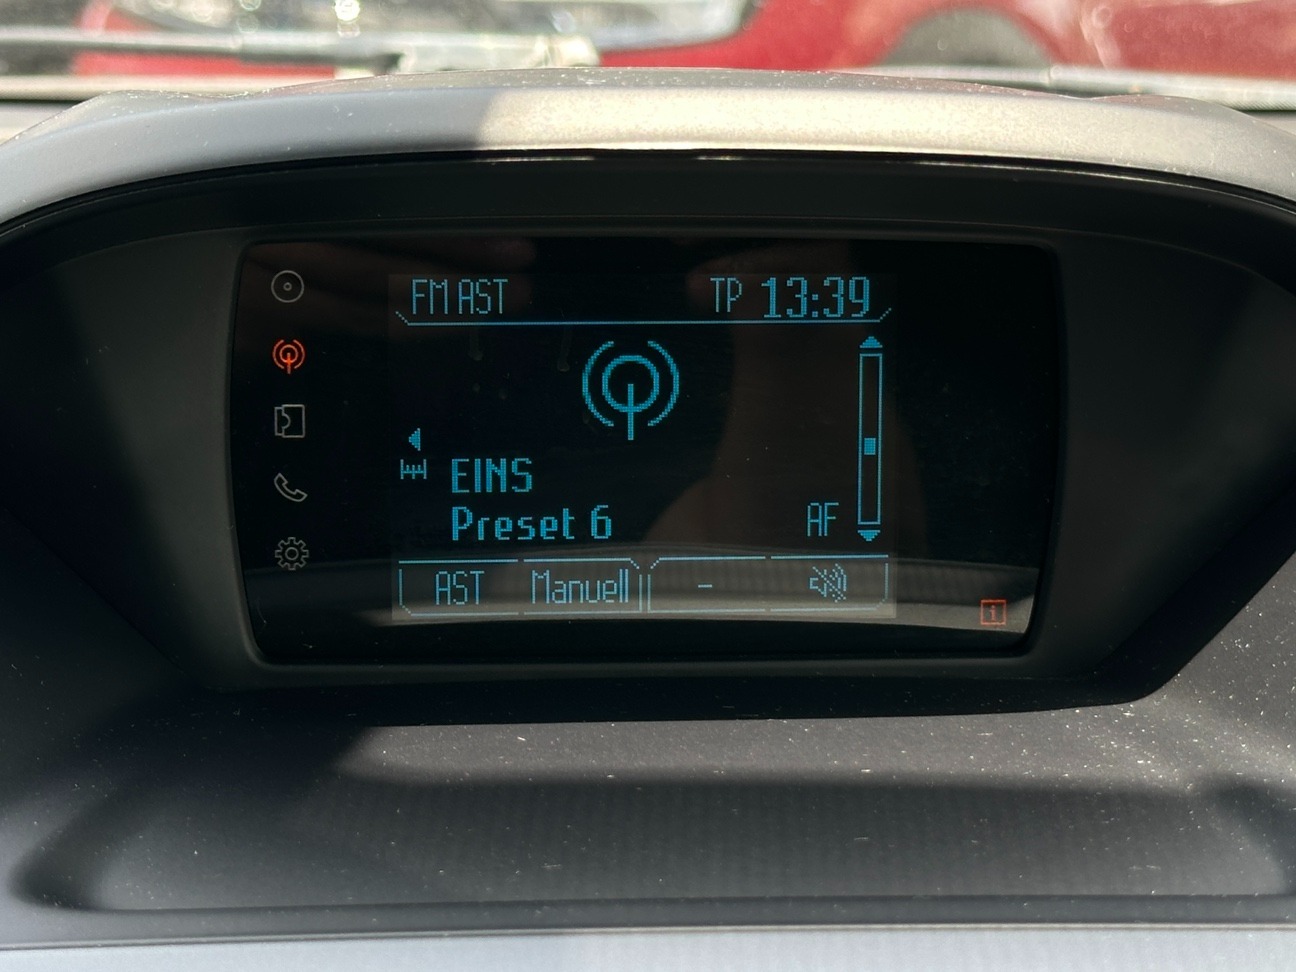 FM AST TP 13:39
EINS
Preset 6 AF
AST Manuell -
i